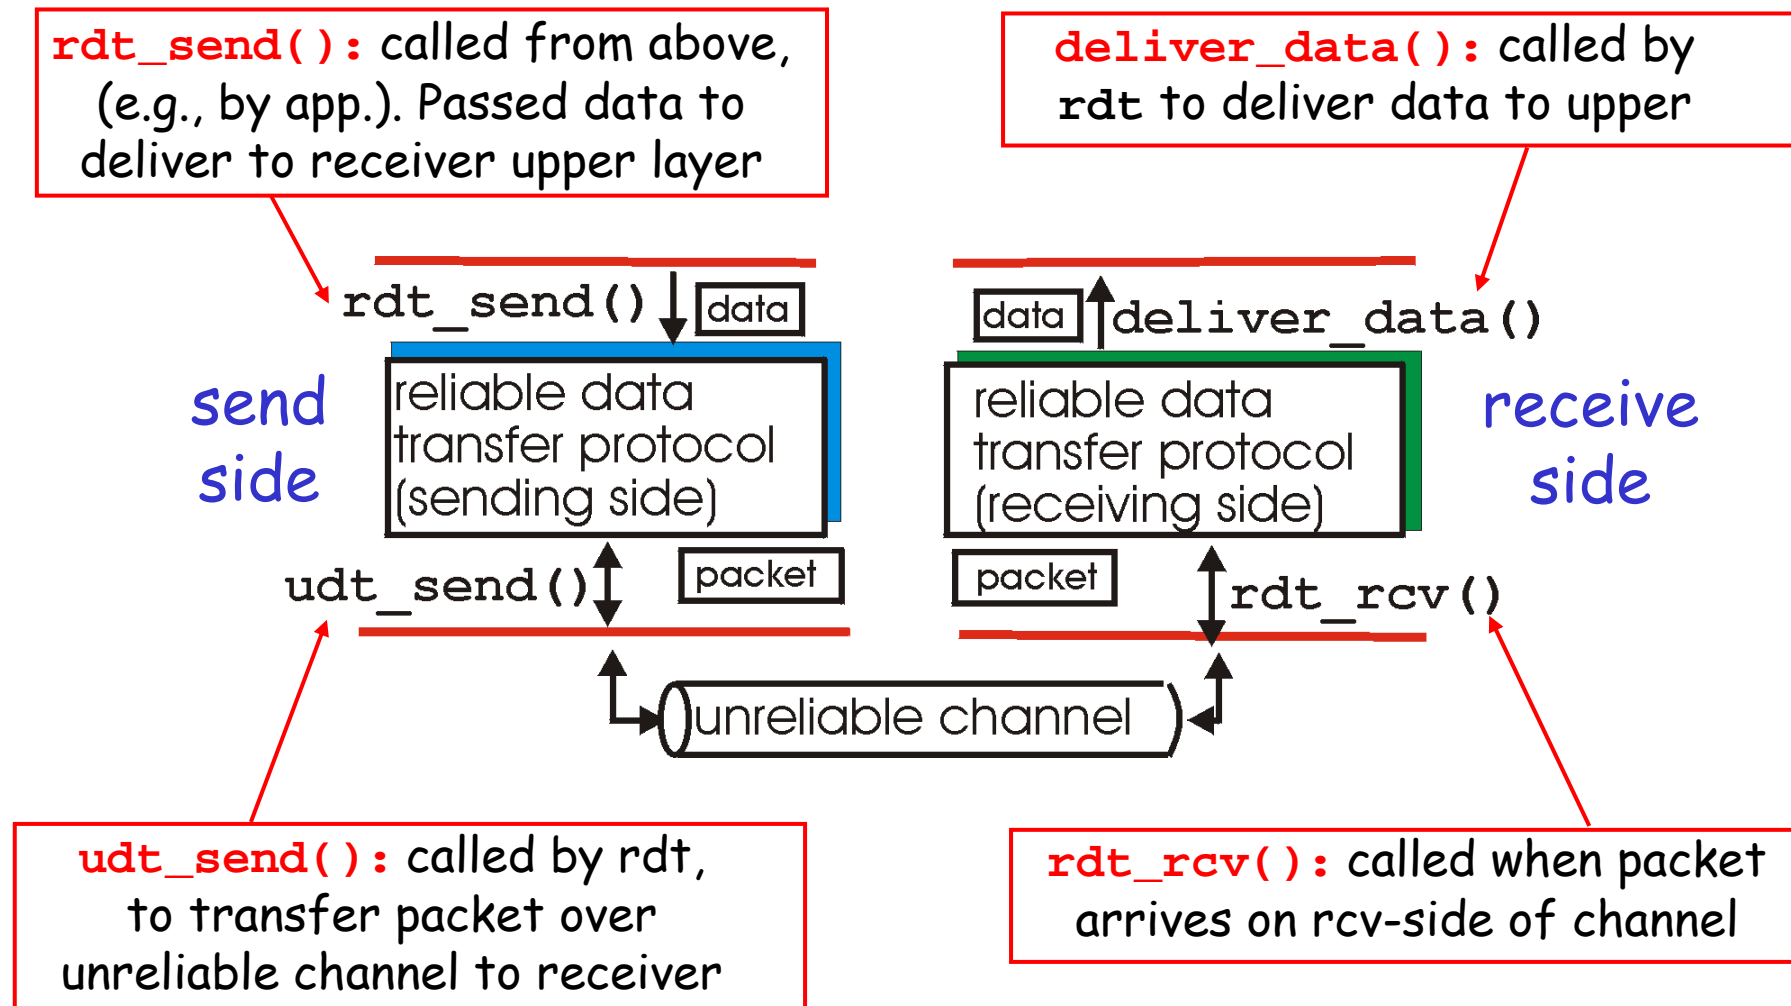 rdt_send(): called from above,
(e.g., by app.). Passed data to
deliver to receiver upper layer
deliver_data(): called by
rdt to deliver data to upper
rdt_send()
data
data
deliver_data()
send
side
reliable data
transfer protocol
(sending side)
reliable data
transfer protocol
(receiving side)
receive
side
udt_send()
packet
packet
rdt_rcv()
unreliable channel
udt_send(): called by rdt,
to transfer packet over
unreliable channel to receiver
rdt_rcv(): called when packet
arrives on rcv-side of channel